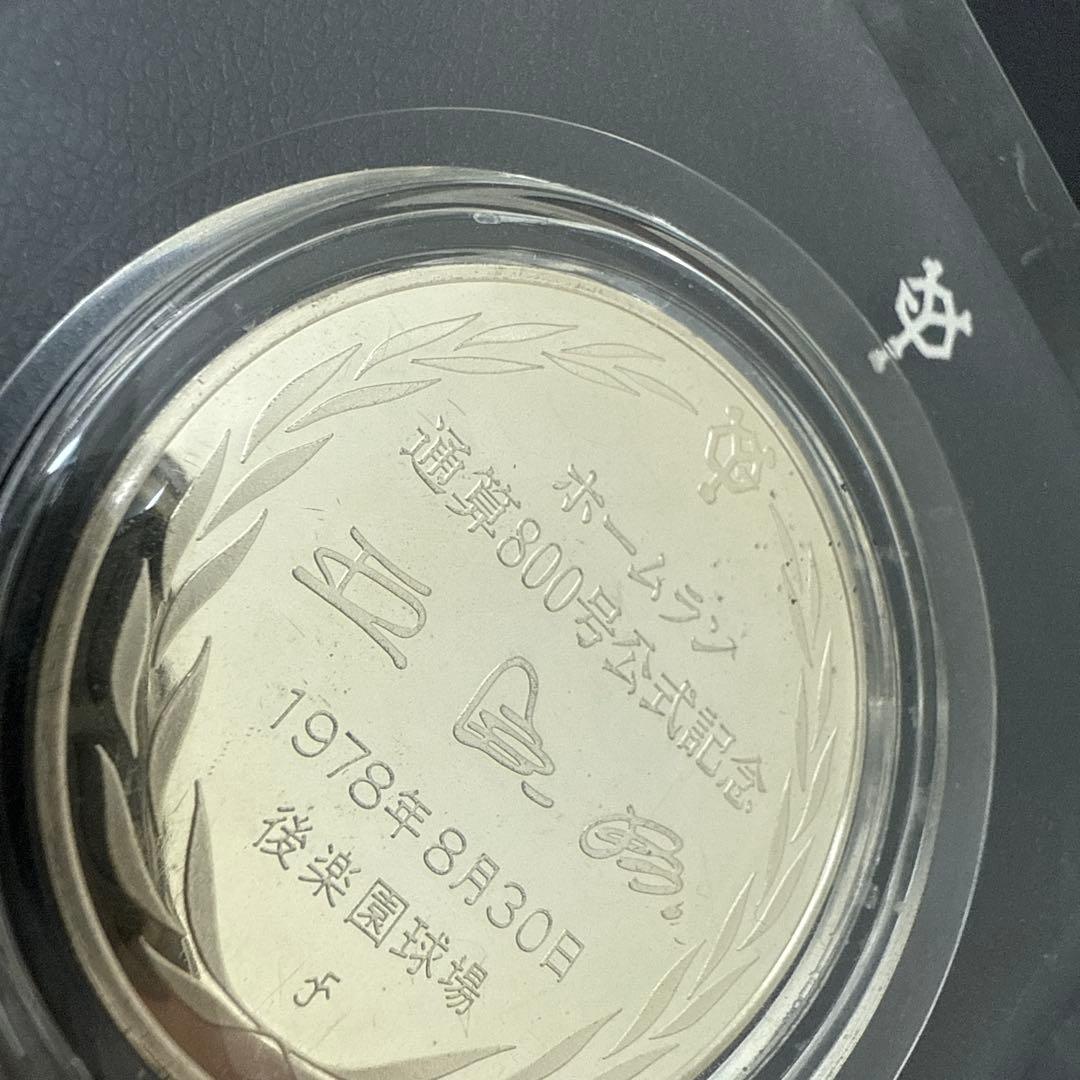 ホームラン
通算800号公式記念
王
1978年8月30日
後楽園球場